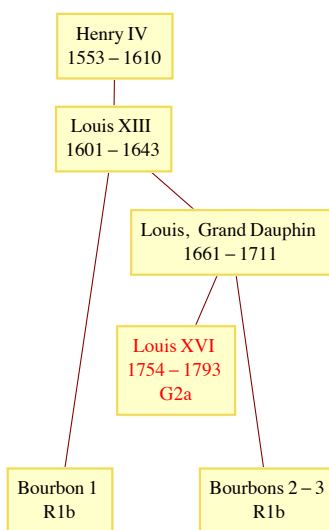 Henry IV
1553 – 1610
Louis XIII
1601 – 1643
Louis, Grand Dauphin
1661 – 1711
Louis XVI
1754 – 1793
G2a
Bourbon 1
R1b
Bourbons 2 – 3
R1b